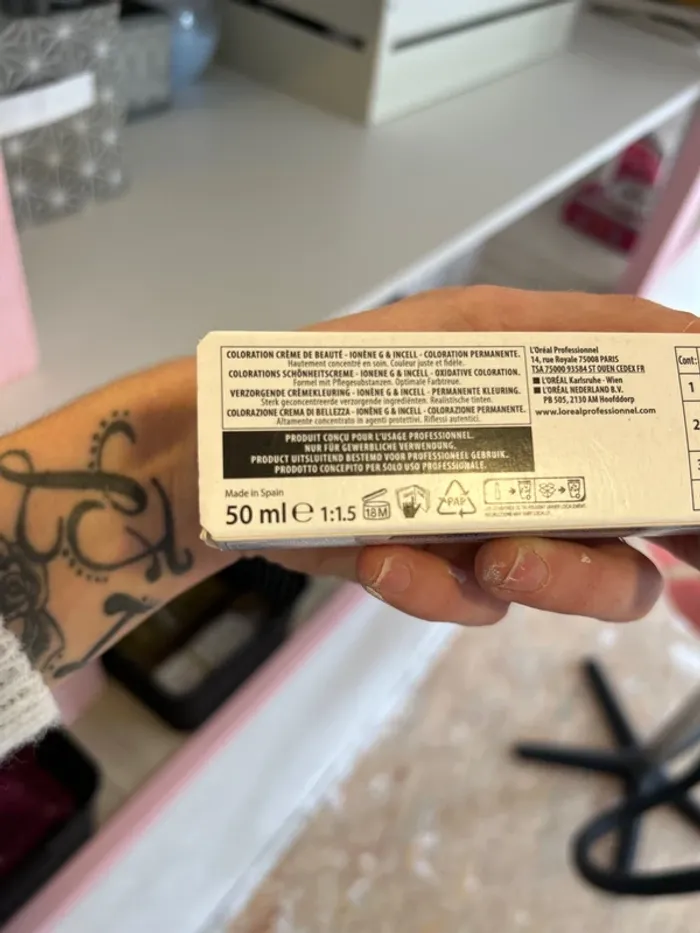 COLORATION CRÈME DE BEAUTÉ - IONÈNE G & INCELL - COLORATION PERMANENTE.
Hautement concentré en soin. Couleur juste et fidèle.
COLORATIONS SCHÖNHEITSCREME - IONENE G & INCELL - OXIDATIVE COLORATION.
Formel mit Pflegesubstanzen. Optimale Farbtreue.
VERZORGENDE CRÈMEKLEURING - IONÈNE G & INCELL - PERMANENTE KLEURING.
Sterk geconcentreerde verzorgende ingrediënten. Realistische tinten.
COLORAZIONE CREMA DI BELLEZZA - IONÈNE G & INCELL - COLORAZIONE PERMANENTE.
Altamente concentrato in agenti protettivi. Riflessi autentici.
PRODUIT CONÇU POUR L'USAGE PROFESSIONNEL.
NUR FÜR GEWERBLICHE VERWENDUNG.
PRODUCT UITSLUITEND BESTEMD VOOR PROFESSIONEEL GEBRUIK.
PRODOTTO CONCEPITO PER SOLO USO PROFESSIONALE.
L'Oréal Professionnel
14, rue Royale 75008 PARIS
TSA 75000 93584 ST OUEN CEDEX FR
L'ORÉAL Karlsruhe - Wien
L'ORÉAL NEDERLAND B.V.
PB 505, 2130 AM Hoofddorp
www.lorealprofessionnel.com
Made in Spain
50 ml e 1:1.5
18M
PAP
Cont:
1
2